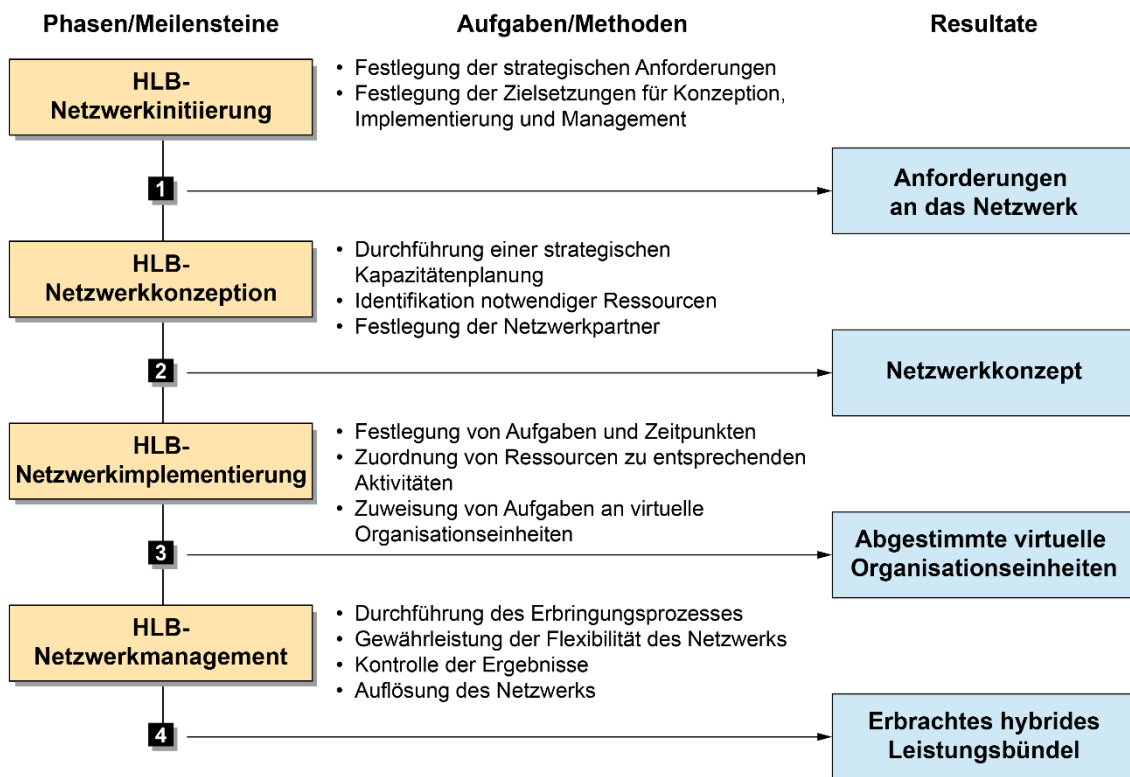 Phasen/Meilensteine
Aufgaben/Methoden
Resultate
HLB-
Netzwerkinitiierung
• Festlegung der strategischen Anforderungen
• Festlegung der Zielsetzungen für Konzeption,
Implementierung und Management
1
Anforderungen
an das Netzwerk
HLB-
Netzwerkkonzeption
• Durchführung einer strategischen
Kapazitätenplanung
• Identifikation notwendiger Ressourcen
• Festlegung der Netzwerkpartner
2
Netzwerkkonzept
HLB-
Netzwerkimplementierung
• Festlegung von Aufgaben und Zeitpunkten
• Zuordnung von Ressourcen zu entsprechenden
Aktivitäten
• Zuweisung von Aufgaben an virtuelle
Organisationseinheiten
3
Abgestimmte virtuelle
Organisationseinheiten
HLB-
Netzwerkmanagement
• Durchführung des Erbringungsprozesses
• Gewährleistung der Flexibilität des Netzwerks
• Kontrolle der Ergebnisse
• Auflösung des Netzwerks
4
Erbrachtes hybrides
Leistungsbündel